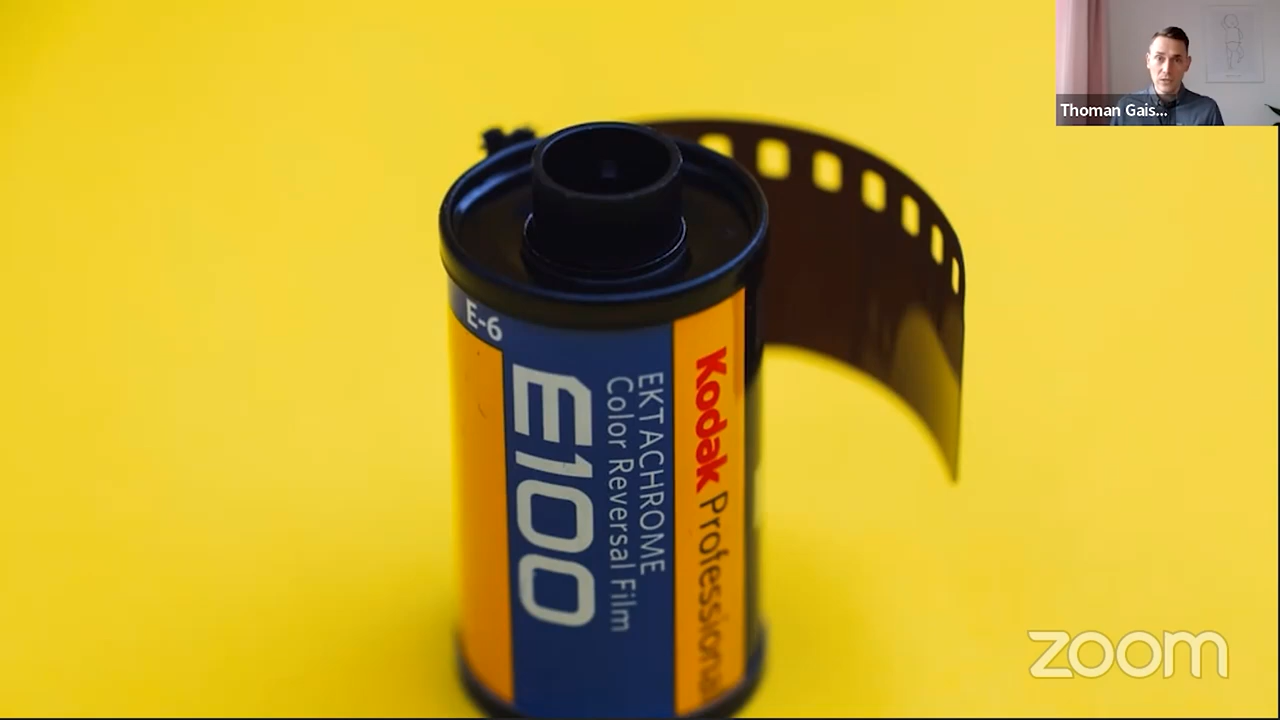 Thoman Gais...
E-6
E100
EKTACHROME
Color Reversal Film
Kodak Professional
zoom